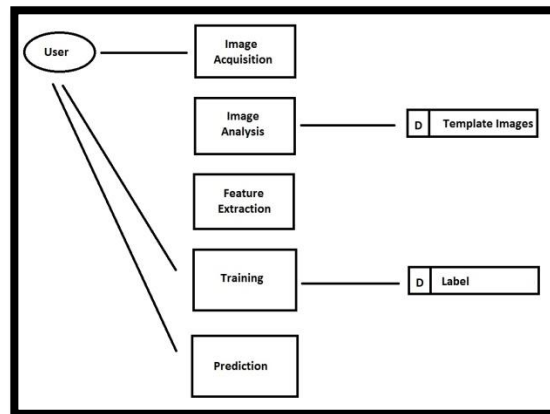 User
Image
Acquisition
Image
Analysis
D Template Images
Feature
Extraction
Training
D Label
Prediction